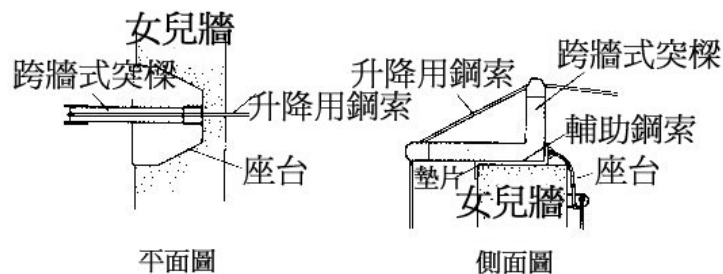 女兒牆
跨牆式突樑
升降用鋼索
座台
平面圖
跨牆式突樑
升降用鋼索
輔助鋼索
墊片
座台
女兒牆
側面圖